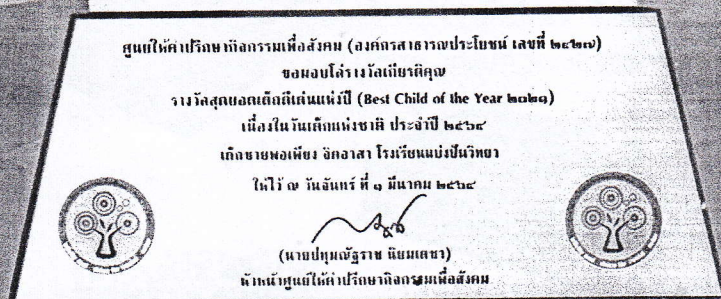 ศูนย์ให้คำปรึกษากิจกรรมเพื่อสังคม (องค์กรสาธารณประโยชน์ เลขที่ ๒๔๒๗)
ขอมอบโล่รางวัลเกียรติคุณ
รางวัลสุดยอดเด็กดีเด่นแห่งปี (Best Child of the Year ๒๐๒๑)
เนื่องในวันเด็กแห่งชาติ ประจำปี ๒๕๖๔
เด็กชายพอเพียง จิตอาสา โรงเรียนแบ่งปันวิทยา
ให้ไว้ ณ วันจันทร์ ที่ ๑ มีนาคม ๒๕๖๔
(นายปทุมณัฐราช นิยมเดชา)
หัวหน้าศูนย์ให้คำปรึกษากิจกรรมเพื่อสังคม